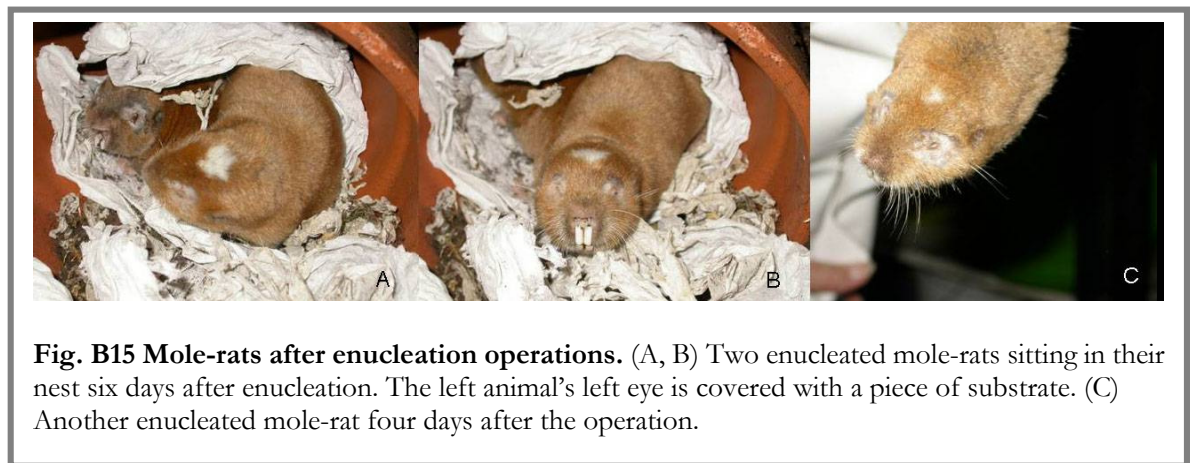 A
B
C
Fig. B15 Mole-rats after enucleation operations. (A, B) Two enucleated mole-rats sitting in their
nest six days after enucleation. The left animal's left eye is covered with a piece of substrate. (C)
Another enucleated mole-rat four days after the operation.